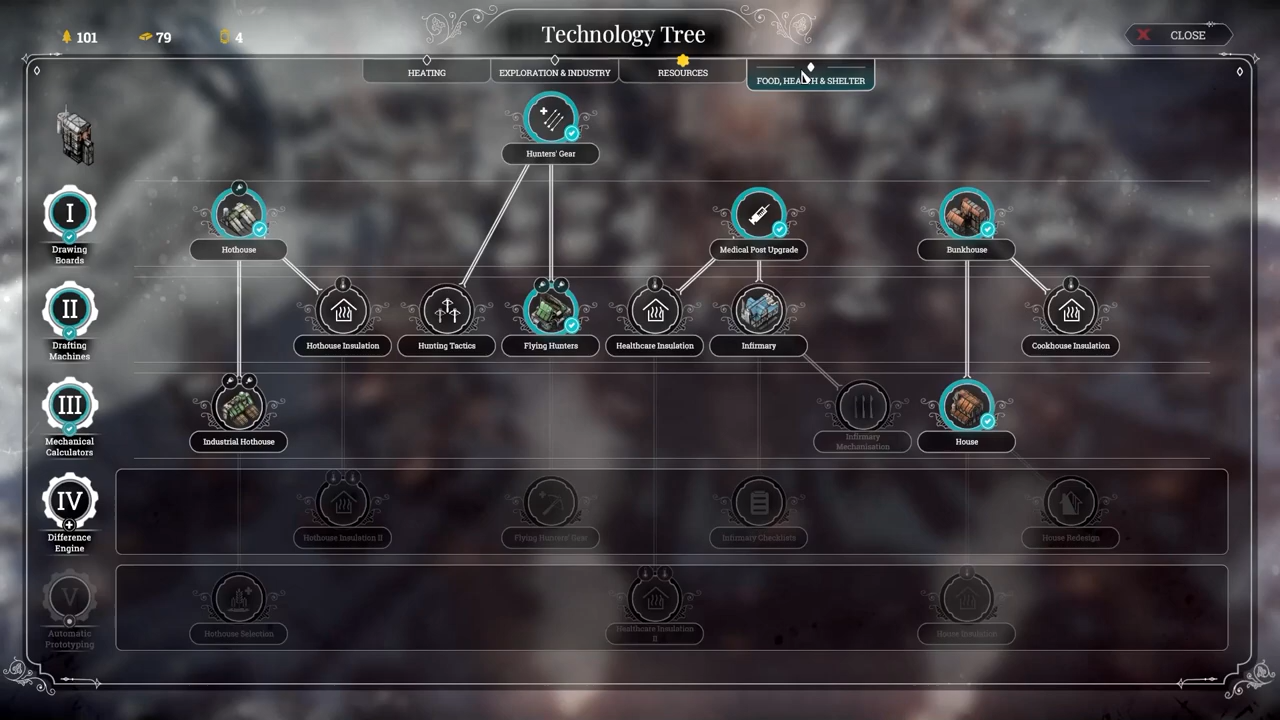 101 79 4
Technology Tree
CLOSE
HEATING
EXPLORATION & INDUSTRY
RESOURCES
FOOD, HEALTH & SHELTER
Hunters' Gear
I
Drawing
Boards
Hothouse
Medical Post Upgrade
Bunkhouse
II
Drafting
Machines
Hothouse Insulation
Hunting Tactics
Flying Hunters
Healthcare Insulation
Infirmary
Cookhouse Insulation
III
Mechanical
Calculators
Industrial Hothouse
Infirmary
Mechanisation
House
IV
Difference
Engine
Hothouse Insulation II
Flying Hunters' Gear
Infirmary Checklists
House Redesign
V
Automatic
Prototyping
Hothouse Selection
Healthcare Insulation
II
House Insulation